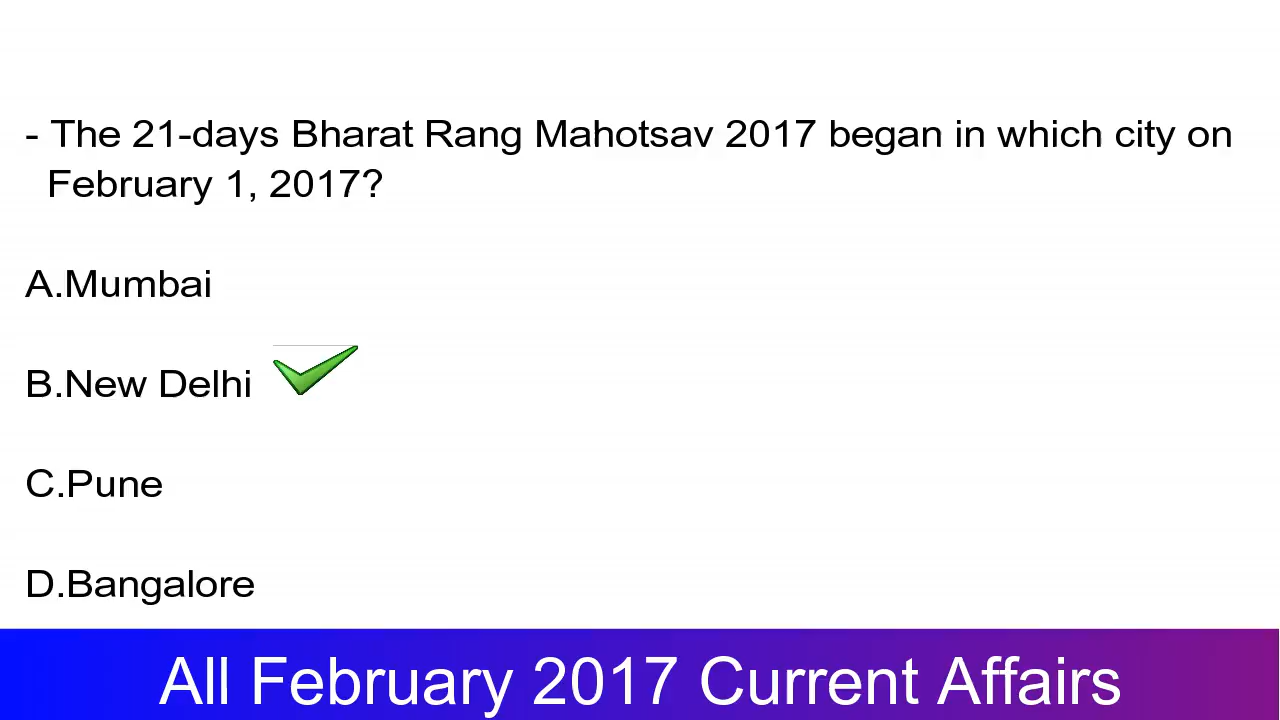 - The 21-days Bharat Rang Mahotsav 2017 began in which city on
February 1, 2017?
A.Mumbai
B.New Delhi
C.Pune
D.Bangalore
All February 2017 Current Affairs